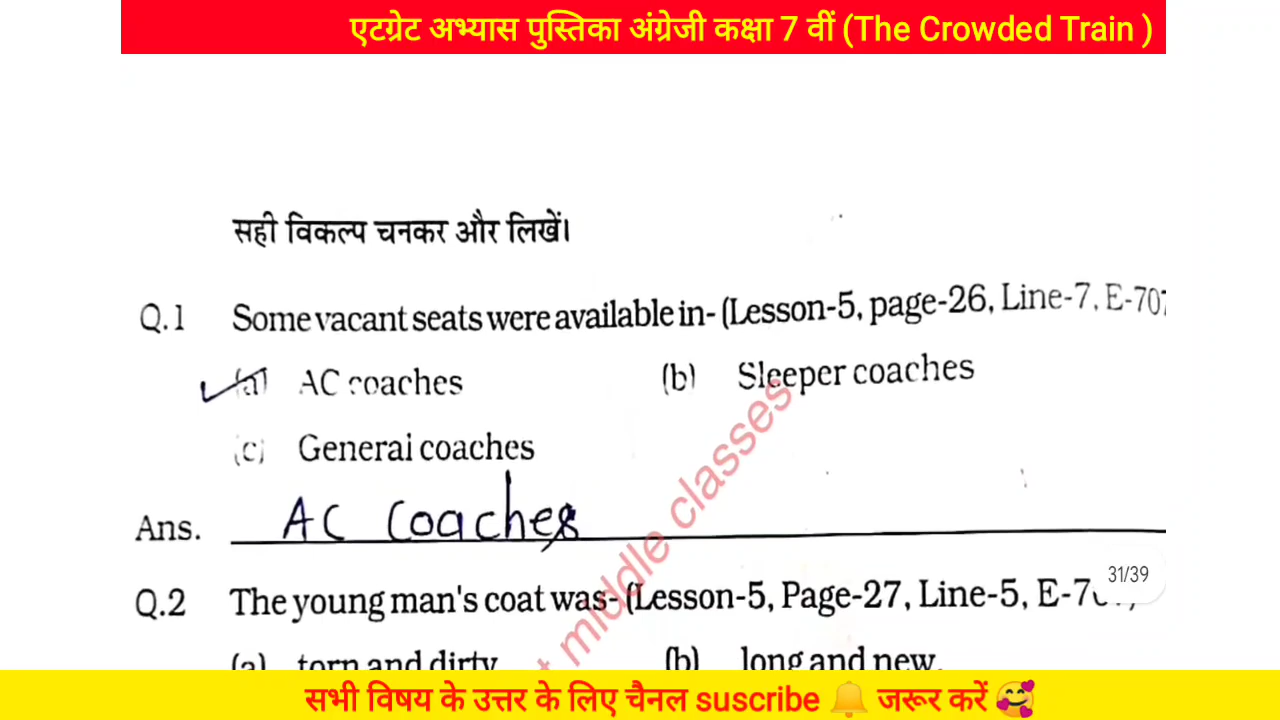 एटग्रेट अभ्यास पुस्तिका अंग्रेजी कक्षा 7 वीं (The Crowded Train )
सही विकल्प चनकर और लिखें।
Q.1 Some vacant seats were available in- (Lesson-5, page-26, Line-7, E-707
(a) AC coaches (b) Sleeper coaches
(c) General coaches
Ans. AC Coaches
31/39
Q.2 The young man's coat was- (Lesson-5, Page-27, Line-5,
(a) torn and dirty (b) long and new.
middle classes
सभी विषय के उत्तर के लिए चैनल suscribe 🔔 जरूर करें 🥰